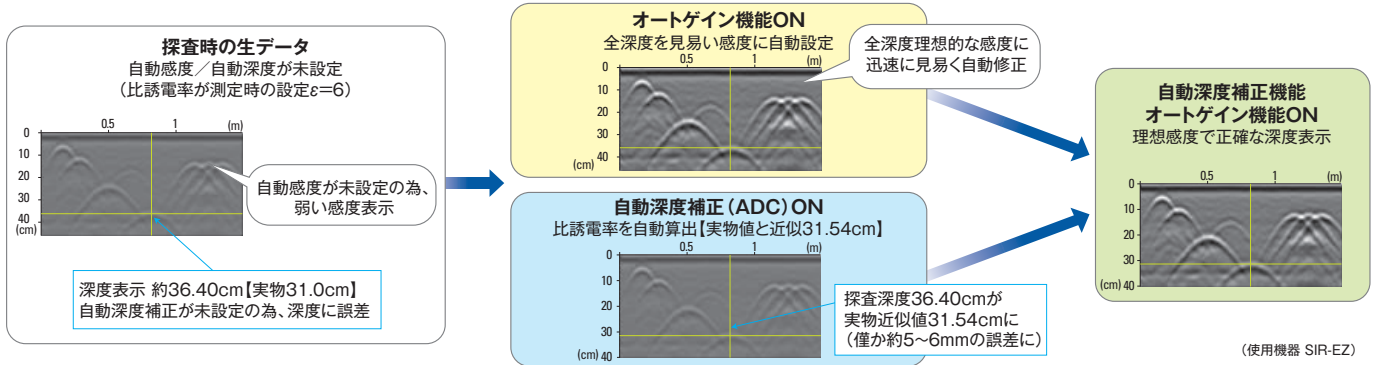 探査時の生データ
自動感度／自動深度が未設定
（比誘電率が測定時の設定ε=6）
0.5 1 (m)
0
10
20
30
40
(cm)
自動感度が未設定の為、
弱い感度表示
深度表示 約36.40cm【実物31.0cm】
自動深度補正が未設定の為、深度に誤差
オートゲイン機能ON
全深度を見易い感度に自動設定
0.5 1 (m)
0
10
20
30
(cm) 40
全深度理想的な感度に
迅速に見易く自動修正
自動深度補正（ADC）ON
比誘電率を自動算出【実物値と近似31.54cm】
0.5 1 (m)
0
10
20
30
(cm) 40
探査深度36.40cmが
実物近似値31.54cmに
（僅か約5〜6mmの誤差に）
自動深度補正機能
オートゲイン機能ON
理想感度で正確な深度表示
0.5 1 (m)
0
10
20
30
(cm) 40
（使用機器 SIR-EZ）